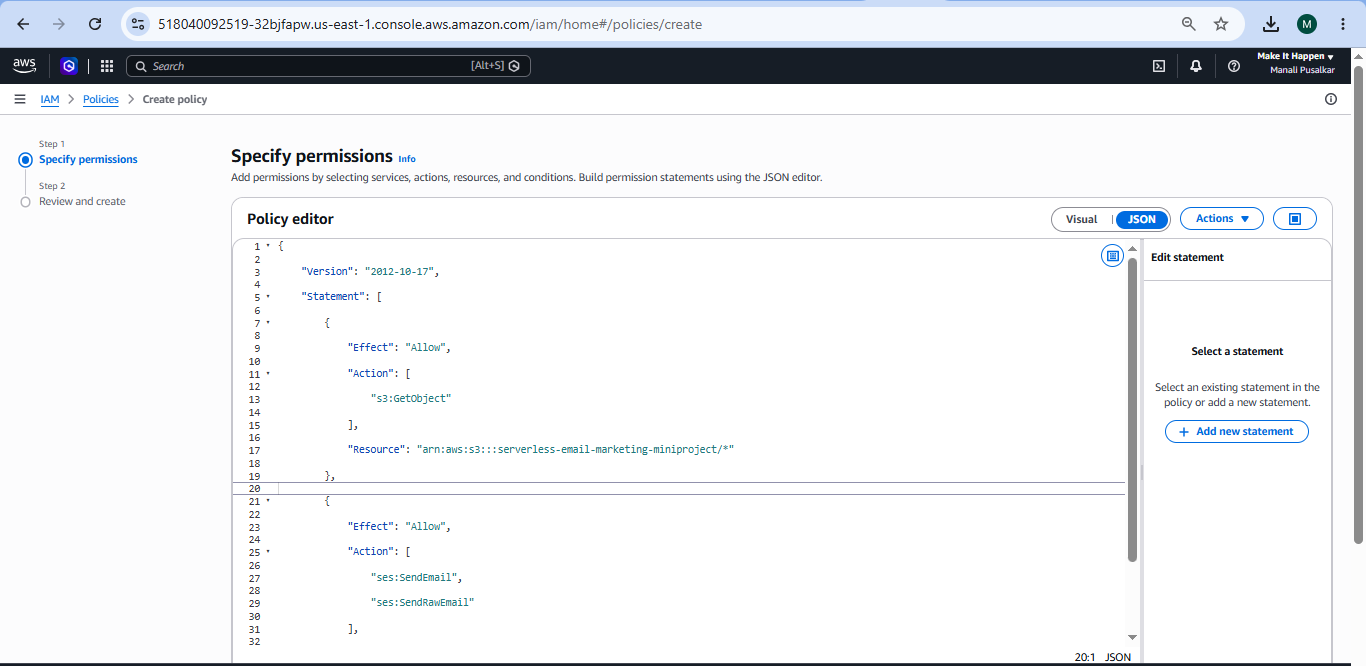 518040092519-32bjfapw.us-east-1.console.aws.amazon.com/iam/home#/policies/create
M
aws
Search
[Alt+S]
Make It Happen
Manali Pusalkar
IAM > Policies > Create policy
Step 1
Specify permissions
Step 2
Review and create
Specify permissions Info
Add permissions by selecting services, actions, resources, and conditions. Build permission statements using the JSON editor.
Policy editor
Visual
JSON
Actions
1 {
2
3 "Version": "2012-10-17",
4
5 "Statement": [
6
7 {
8
9 "Effect": "Allow",
10
11 "Action": [
12
13 "s3:GetObject"
14
15 ],
16
17 "Resource": "arn:aws:s3:::serverless-email-marketing-miniproject/*"
18
19 },
20
21 {
22
23 "Effect": "Allow",
24
25 "Action": [
26
27 "ses:SendEmail",
28
29 "ses:SendRawEmail"
30
31 ],
32
Edit statement
Select a statement
Select an existing statement in the
policy or add a new statement.
+ Add new statement
20:1 JSON